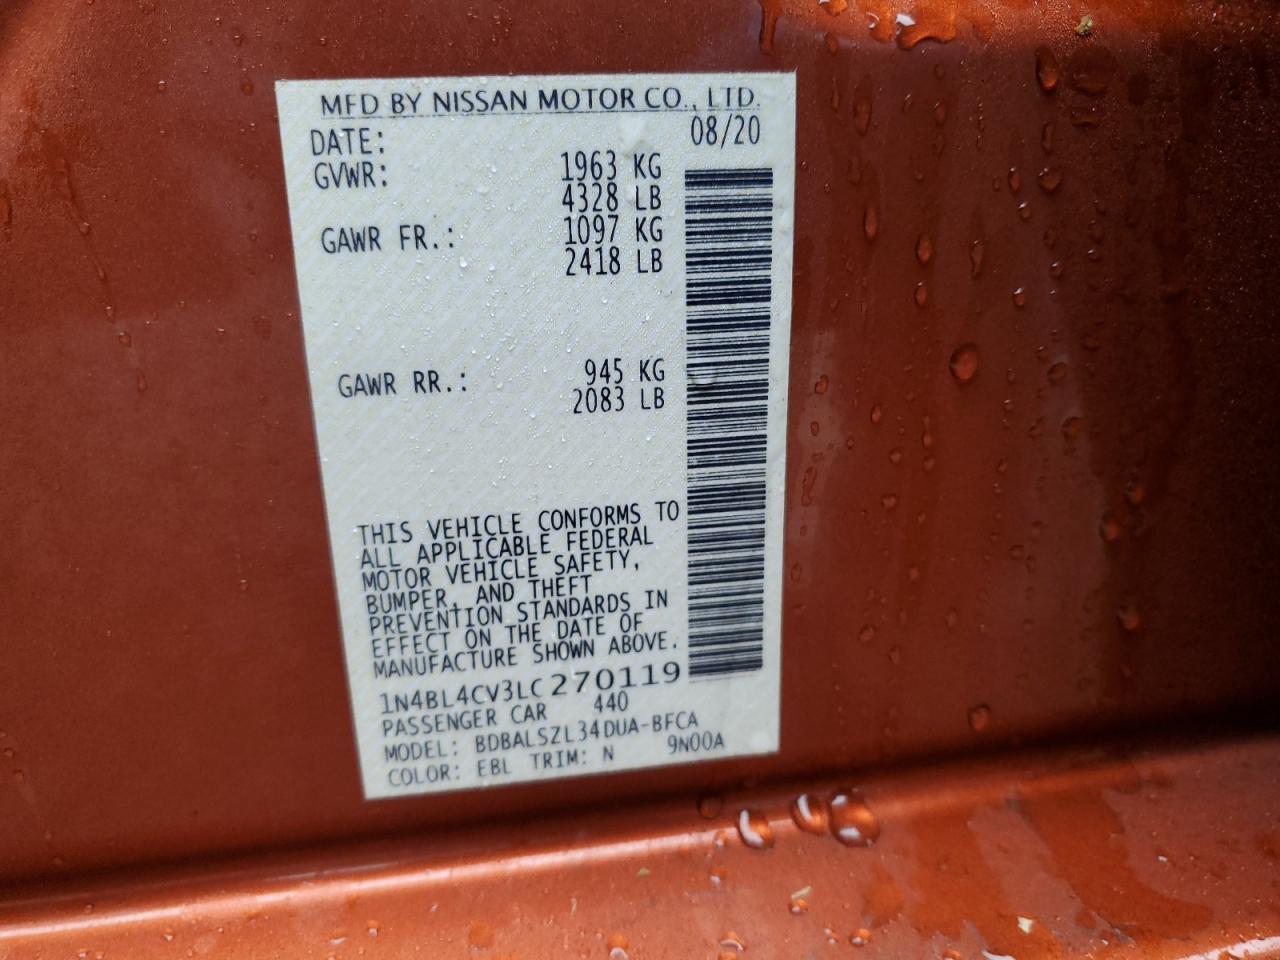 MFD BY NISSAN MOTOR CO., LTD.
DATE: 08/20
GVWR: 1963 KG
4328 LB
GAWR FR.: 1097 KG
2418 LB
GAWR RR.: 945 KG
2083 LB
THIS VEHICLE CONFORMS TO
ALL APPLICABLE FEDERAL
MOTOR VEHICLE SAFETY,
BUMPER, AND THEFT
PREVENTION STANDARDS IN
EFFECT ON THE DATE OF
MANUFACTURE SHOWN ABOVE.
1N4BL4CV3LC270119
PASSENGER CAR 440
MODEL: BDBALSZL34DUA-BFCA
COLOR: EBL TRIM: N 9N00A